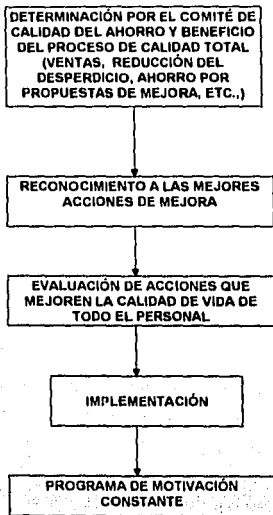 DETERMINACIÓN POR EL COMITÉ DE
CALIDAD DEL AHORRO Y BENEFICIO
DEL PROCESO DE CALIDAD TOTAL
(VENTAS, REDUCCIÓN DEL
DESPERDICIO, AHORRO POR
PROPUESTAS DE MEJORA, ETC.,)
RECONOCIMIENTO A LAS MEJORES
ACCIONES DE MEJORA
EVALUACIÓN DE ACCIONES QUE
MEJOREN LA CALIDAD DE VIDA DE
TODO EL PERSONAL
IMPLEMENTACIÓN
PROGRAMA DE MOTIVACIÓN
CONSTANTE